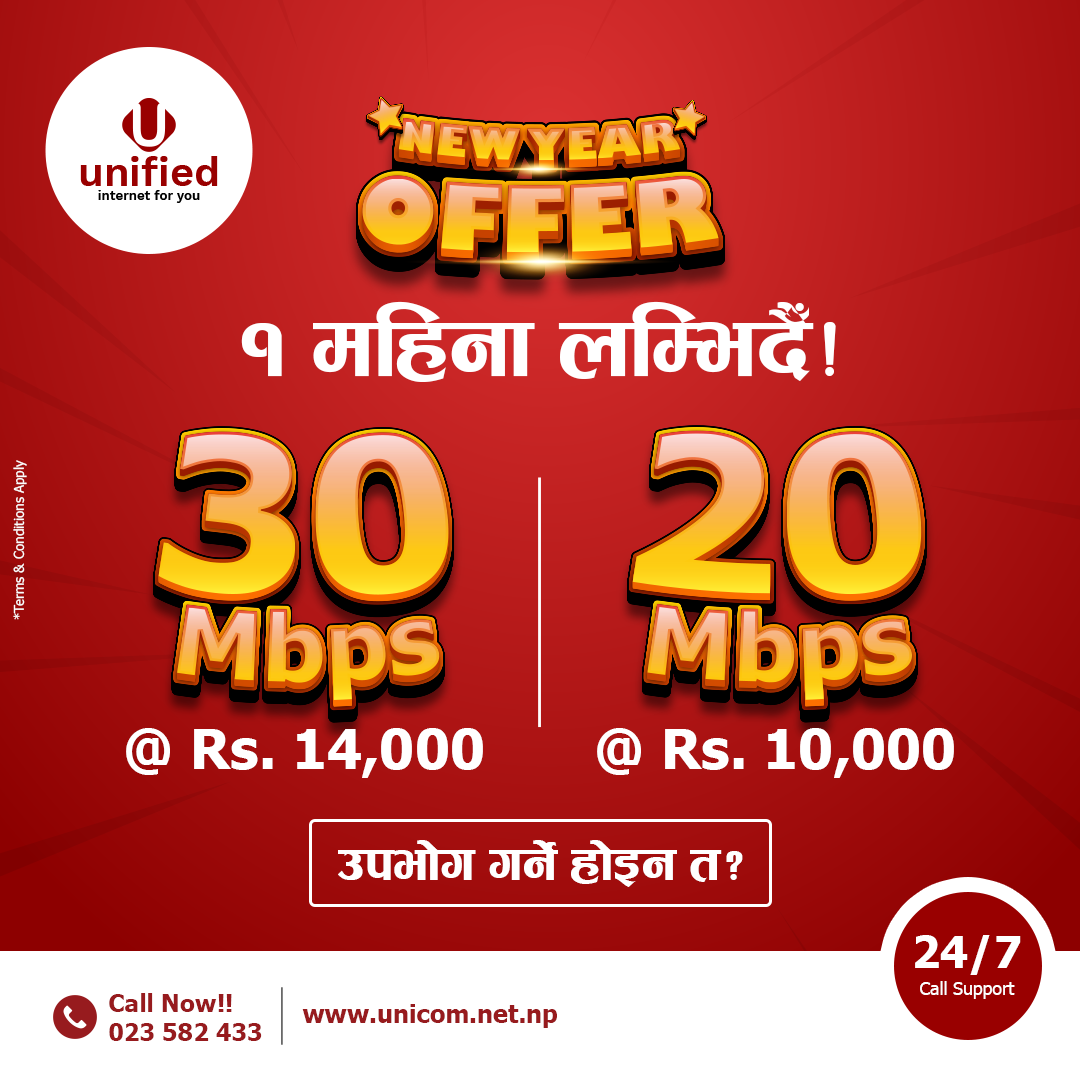 unified
internet for you
NEW YEAR
OFFER
१ महिना लम्भिदैँ!
30
Mbps
@ Rs. 14,000
20
Mbps
@ Rs. 10,000
*Terms & Conditions Apply
उपभोग गर्ने होइन त?
24/7
Call Support
Call Now!!
023 582 433
www.unicom.net.np